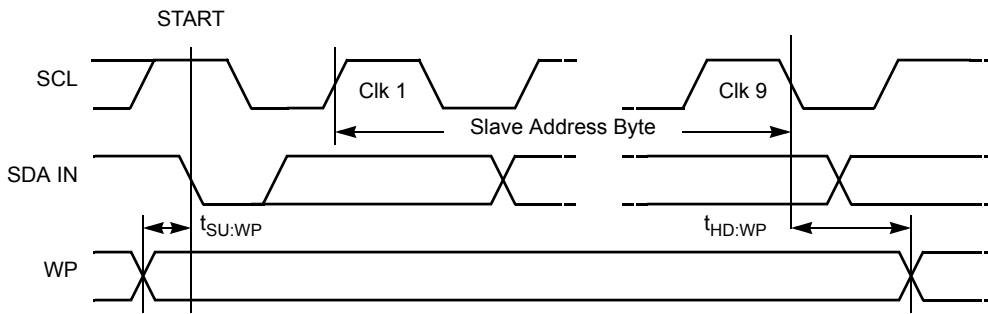 START
SCL
Clk 1
Clk 9
Slave Address Byte
SDA IN
tSU:WP
tHD:WP
WP